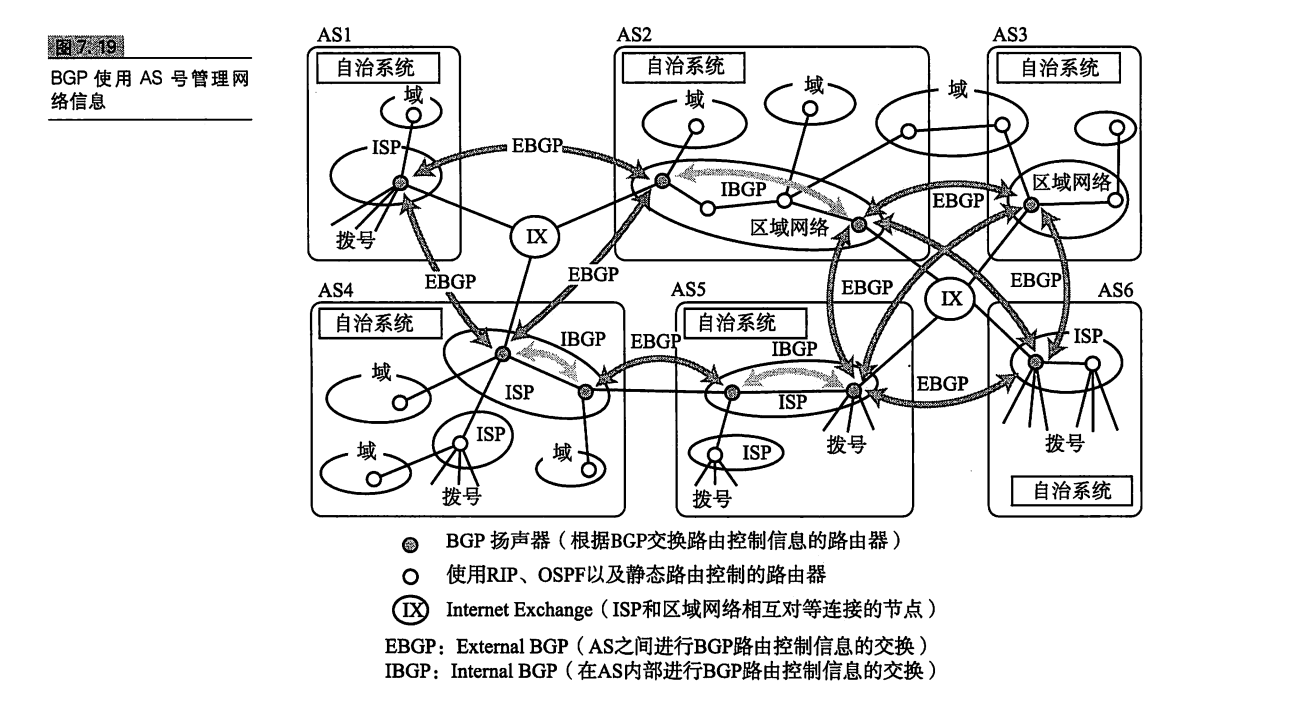 图 7.19
BGP 使用 AS 号管理网
络信息
AS1
自治系统
域
ISP
拨号
EBGP
IX
EBGP
EBGP
AS2
自治系统
域
域
域
IBGP
区域网络
AS3
自治系统
区域网络
EBGP
EBGP
EBGP
IX
AS4
自治系统
IBGP
域
ISP
ISP
域
域
拨号
EBGP
AS5
自治系统
IBGP
ISP
ISP
拨号
拨号
EBGP
AS6
ISP
拨号
自治系统
BGP 扬声器（根据BGP交换路由控制信息的路由器）
使用RIP、OSPF以及静态路由控制的路由器
IX Internet Exchange（ISP和区域网络相互对等连接的节点）
EBGP：External BGP（AS之间进行BGP路由控制信息的交换）
IBGP：Internal BGP（在AS内部进行BGP路由控制信息的交换）